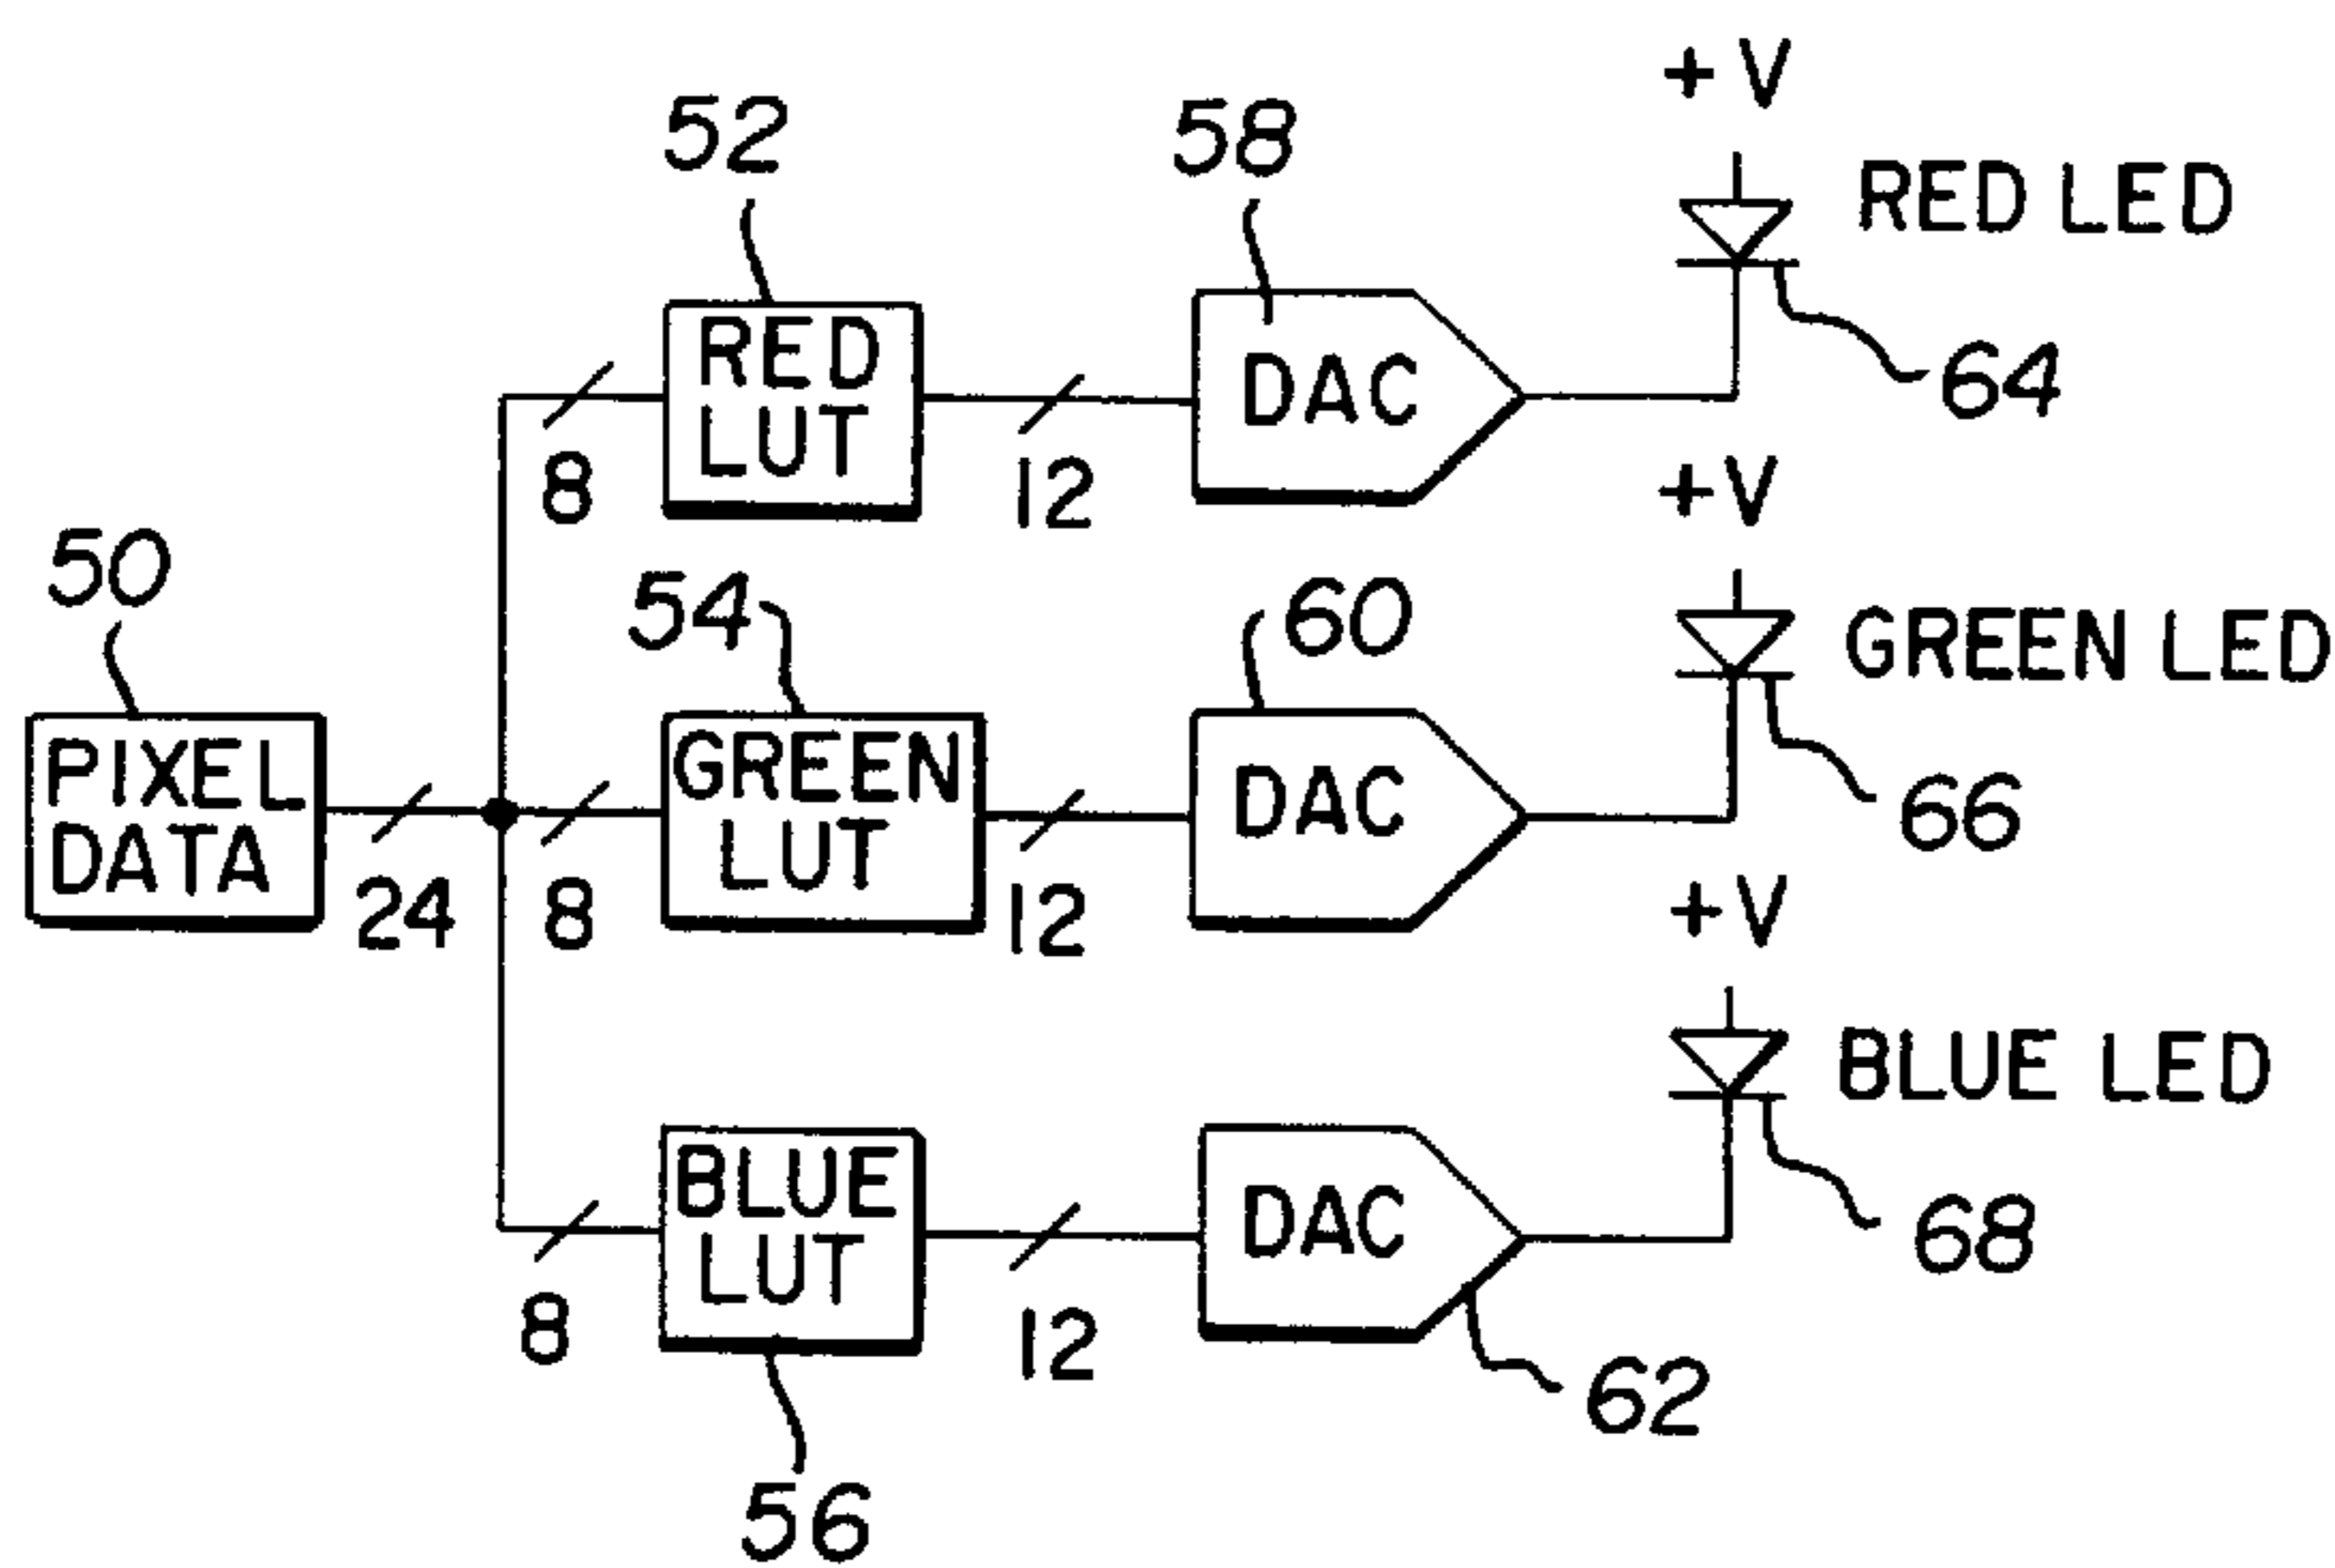 +V
52
58
RED LED
RED
LUT
DAC
64
8
12
+V
50
54
60
GREEN LED
PIXEL
DATA
GREEN
LUT
DAC
66
24
8
12
+V
BLUE LED
BLUE
LUT
DAC
68
8
12
62
56